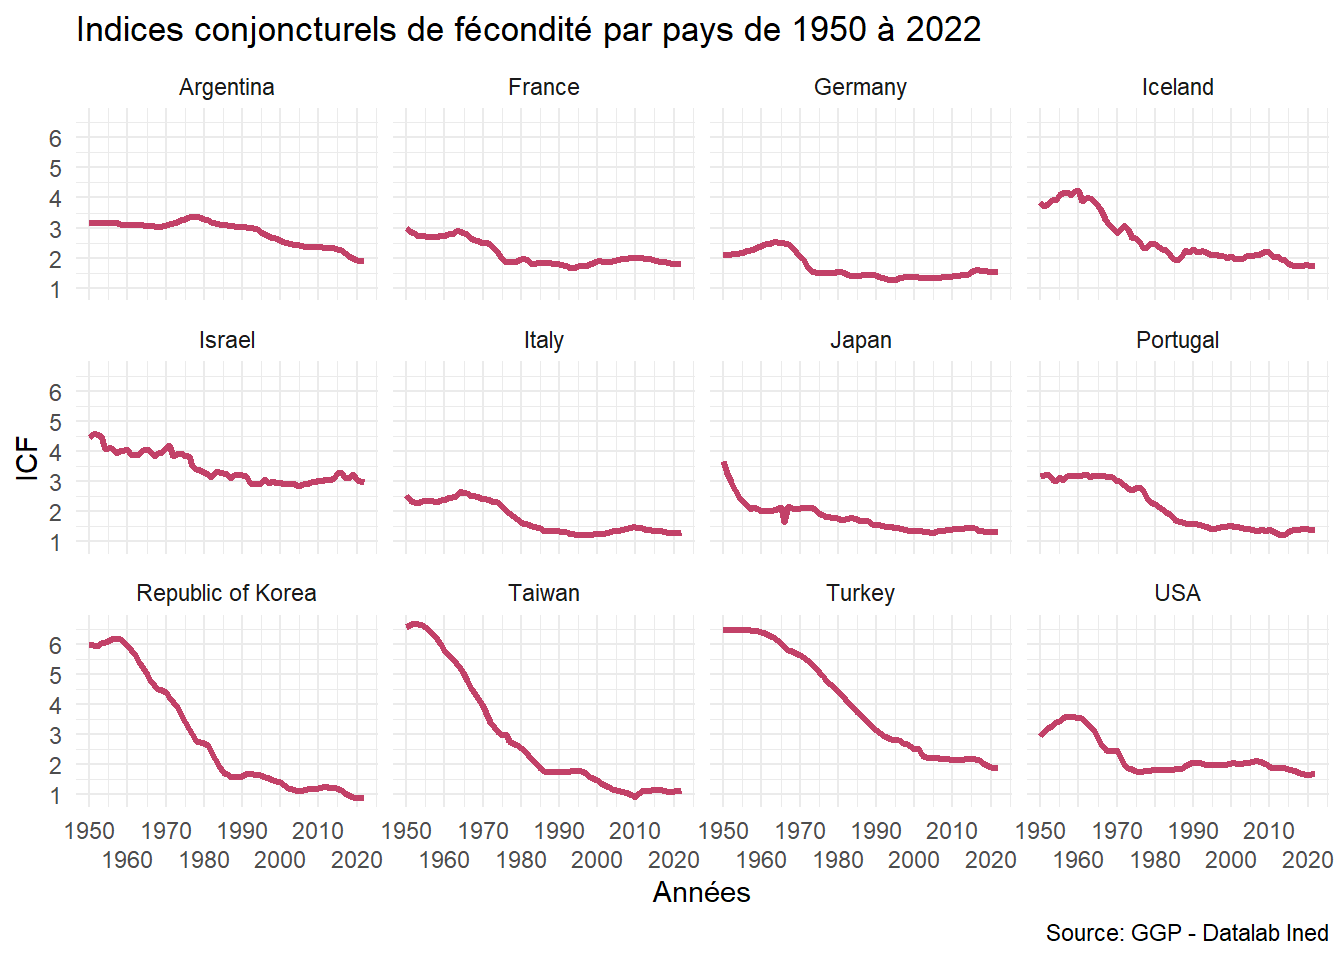 Indices conjoncturels de fécondité par pays de 1950 à 2022
Argentina France Germany Iceland
6
5
4
3
2
1
Israel Italy Japan Portugal
6
5
4
3
2
1
ICF
Republic of Korea Taiwan Turkey USA
6
5
4
3
2
1
1950 1970 1990 2010 1950 1970 1990 2010 1950 1970 1990 2010 1950 1970 1990 2010
1960 1980 2000 2020 1960 1980 2000 2020 1960 1980 2000 2020 1960 1980 2000 2020
Années
Source: GGP - Datalab Ined